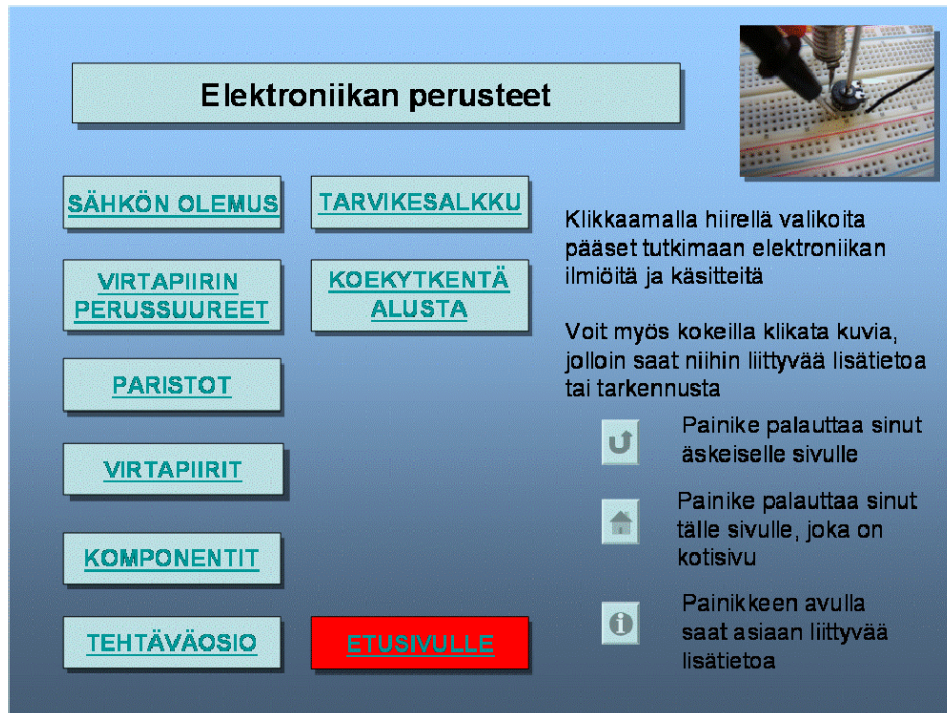 Elektroniikan perusteet
SÄHKÖN OLEMUS
TARVIKESALKKU
VIRTAPIIRIN
PERUSSUUREET
KOEKYTKENTÄ
ALUSTA
PARISTOT
VIRTAPIIRIT
KOMPONENTIT
TEHTÄVÄOSIO
ETUSIVULLE
Klikkaamalla hiirellä valikoita
pääset tutkimaan elektroniikan
ilmiöitä ja käsitteitä
Voit myös kokeilla klikata kuvia,
jolloin saat niihin liittyvää lisätietoa
tai tarkennusta
Painike palauttaa sinut
äskeiselle sivulle
Painike palauttaa sinut
tälle sivulle, joka on
kotisivu
Painikkeen avulla
saat asiaan liittyvää
lisätietoa